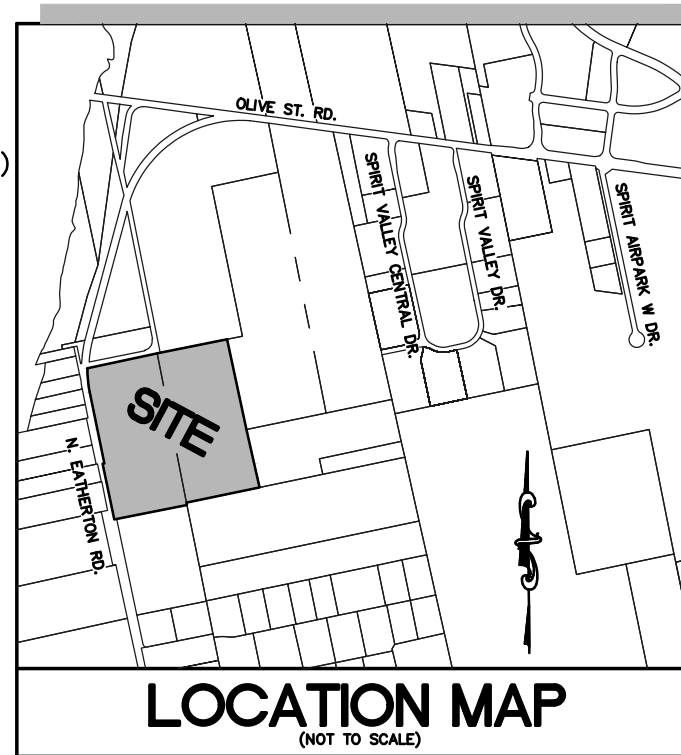 )
OLIVE ST. RD.
SPIRIT VALLEY CENTRAL DR.
SPIRIT VALLEY DR.
SPIRIT AIRPARK W DR.
SITE
N. EATHERTON RD.
LOCATION MAP
(NOT TO SCALE)